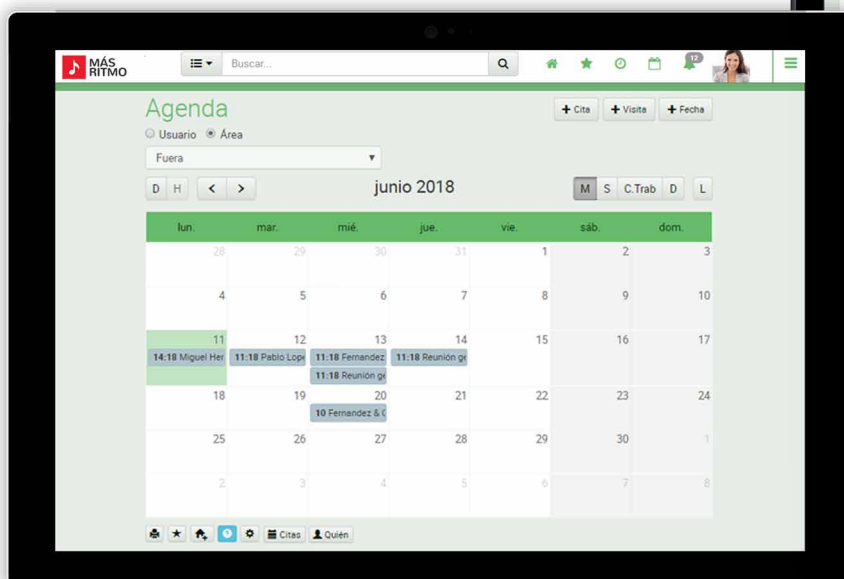 MÁS
RITMO
Buscar...
12
Agenda
+ Cita
+ Visita
+ Fecha
Usuario Área
Fuera
D H < >
junio 2018
M S C.Trab D L
lun. mar. mié. jue. vie. sáb. dom.
28 29 30 31 1 2 3
4 5 6 7 8 9 10
11 12 13 14 15 16 17
14:18 Miguel Her 11:18 Pablo Lope 11:18 Fernandez 11:18 Reunión ge
11:18 Reunión ge
18 19 20 21 22 23 24
10 Fernandez & C
25 26 27 28 29 30 1
2 3 4 5 6 7 8
Citas
Quién